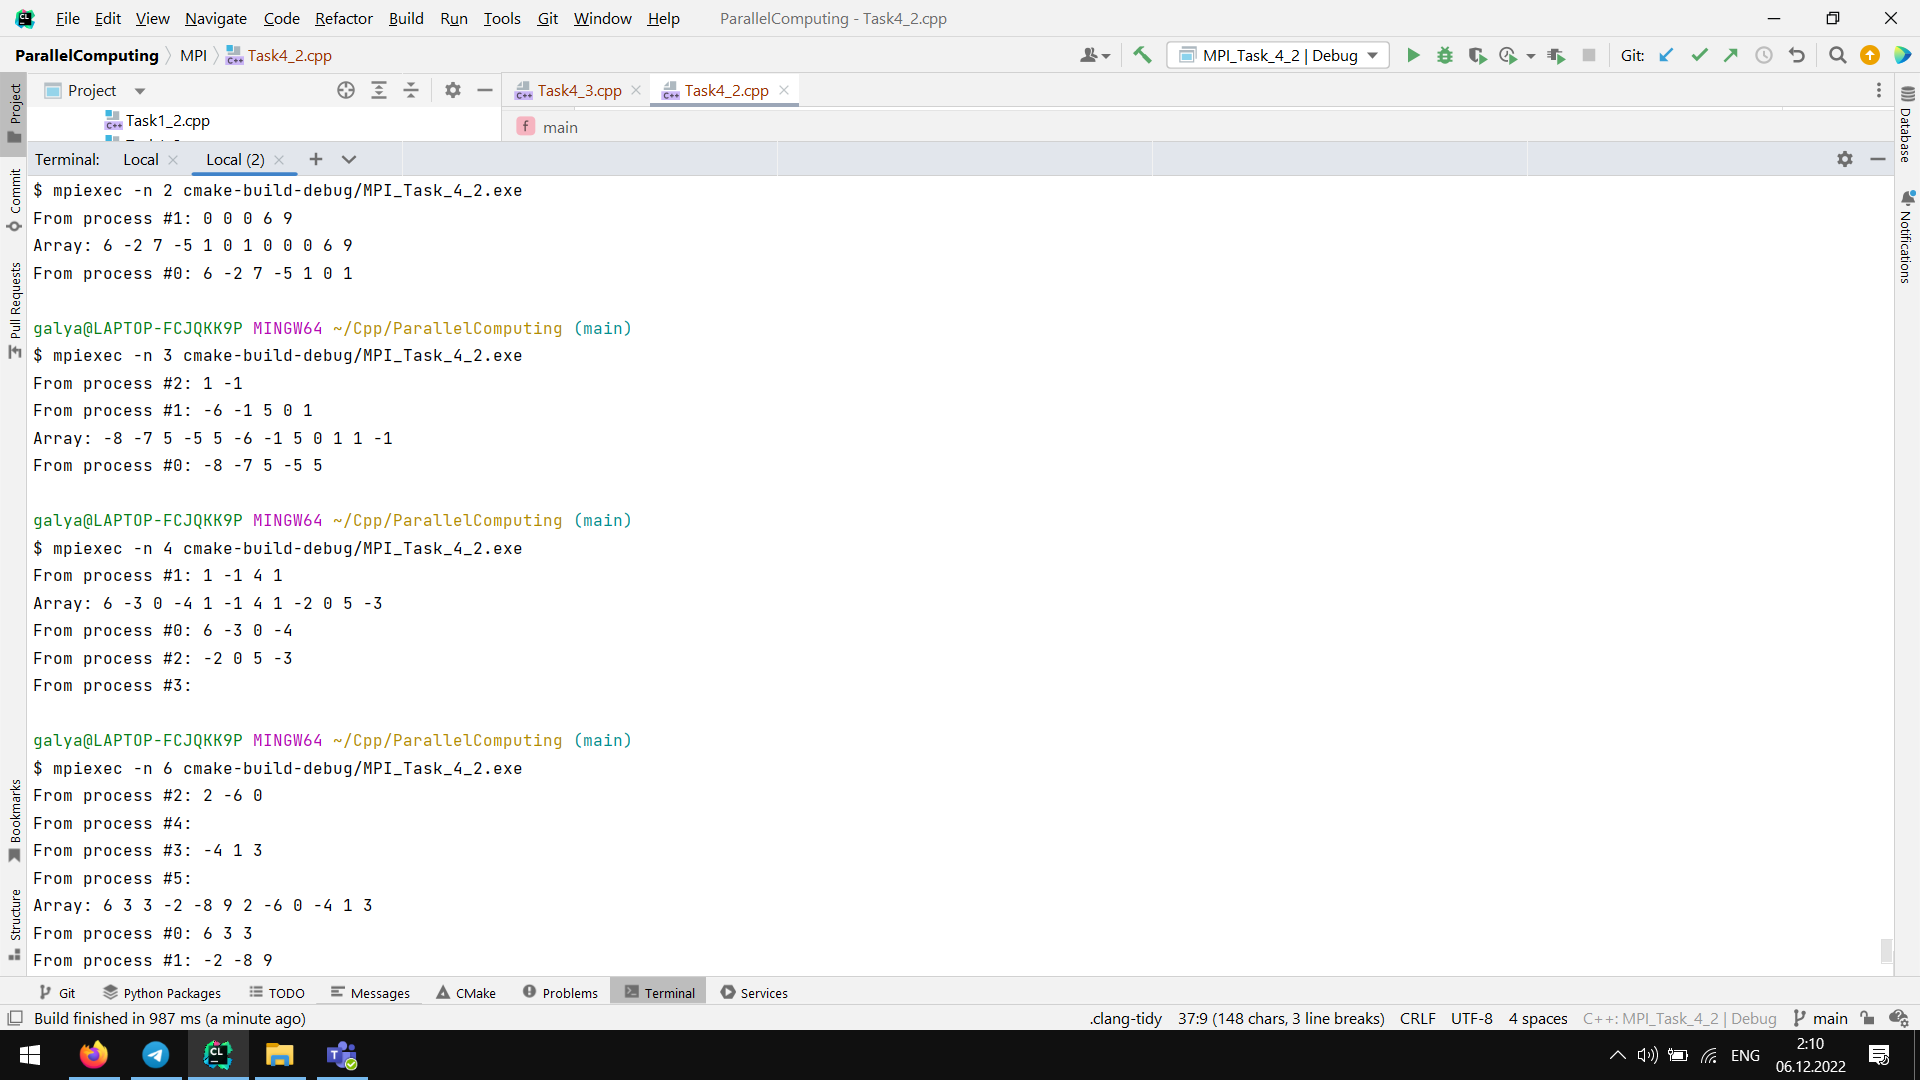 File Edit View Navigate Code Refactor Build Run Tools Git Window Help ParallelComputing - Task4_2.cpp
ParallelComputing MPI Task4_2.cpp MPI_Task_4_2 | Debug Git:
Project Task4_3.cpp Task4_2.cpp
Task1_2.cpp
main
Terminal: Local Local (2)
$ mpiexec -n 2 cmake-build-debug/MPI_Task_4_2.exe
From process #1: 0 0 0 6 9
Array: 6 -2 7 -5 1 0 1 0 0 0 6 9
From process #0: 6 -2 7 -5 1 0 1
galya@LAPTOP-FCJQKK9P MINGW64 ~/Cpp/ParallelComputing (main)
$ mpiexec -n 3 cmake-build-debug/MPI_Task_4_2.exe
From process #2: 1 -1
From process #1: -6 -1 5 0 1
Array: -8 -7 5 -5 5 -6 -1 5 0 1 1 -1
From process #0: -8 -7 5 -5 5
galya@LAPTOP-FCJQKK9P MINGW64 ~/Cpp/ParallelComputing (main)
$ mpiexec -n 4 cmake-build-debug/MPI_Task_4_2.exe
From process #1: 1 -1 4 1
Array: 6 -3 0 -4 1 -1 4 1 -2 0 5 -3
From process #0: 6 -3 0 -4
From process #2: -2 0 5 -3
From process #3:
galya@LAPTOP-FCJQKK9P MINGW64 ~/Cpp/ParallelComputing (main)
$ mpiexec -n 6 cmake-build-debug/MPI_Task_4_2.exe
From process #2: 2 -6 0
From process #4:
From process #3: -4 1 3
From process #5:
Array: 6 3 3 -2 -8 9 2 -6 0 -4 1 3
From process #0: 6 3 3
From process #1: -2 -8 9
Project
Commit
Pull Requests
Bookmarks
Structure
Database
Notifications
Git Python Packages TODO Messages CMake Problems Terminal Services
Build finished in 987 ms (a minute ago) .clang-tidy 37:9 (148 chars, 3 line breaks) CRLF UTF-8 4 spaces C++: MPI_Task_4_2 | Debug main
ENG 2:10
06.12.2022